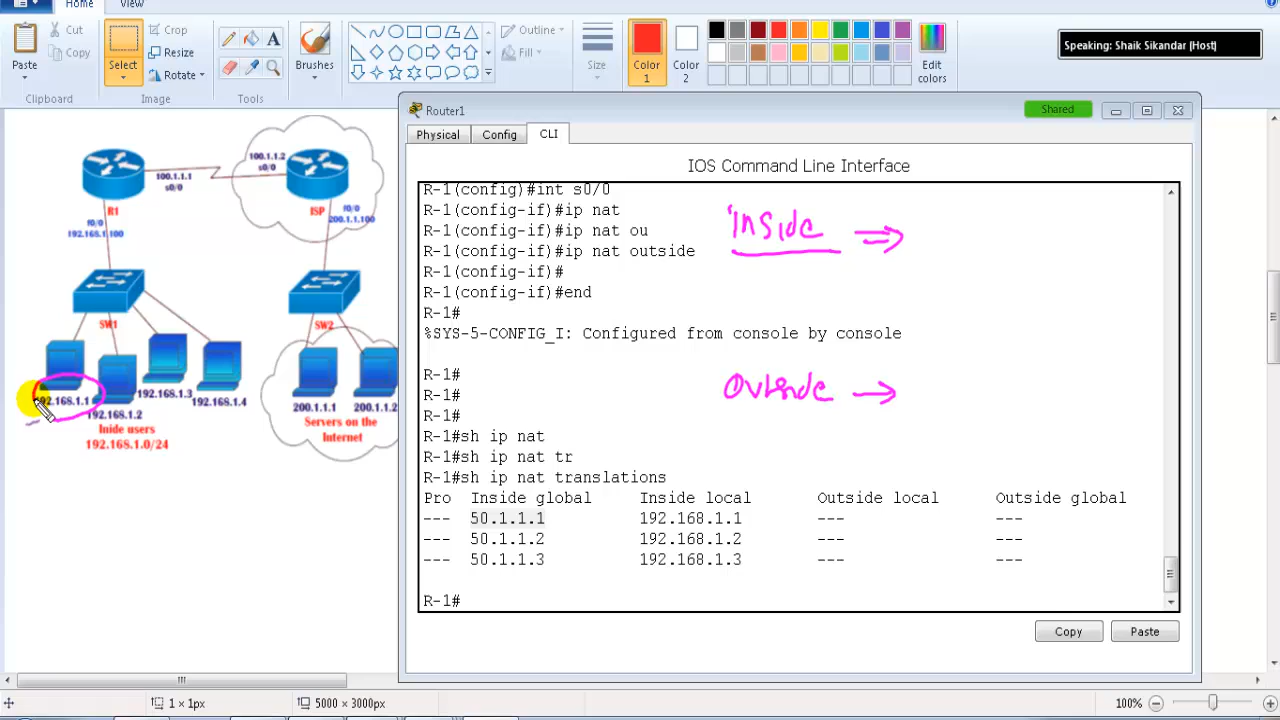 Home
View
Paste
Cut
Copy
Clipboard
Select
Crop
Resize
Rotate
Image
A
Tools
Brushes
Outline
Fill
Shapes
Size
Color 1
Color 2
Edit colors
Colors
Speaking: Shaik Sikandar (Host)
Router1
Shared
Physical
Config
CLI
IOS Command Line Interface
R-1(config)#int s0/0
R-1(config-if)#ip nat
R-1(config-if)#ip nat ou
R-1(config-if)#ip nat outside
R-1(config-if)#
R-1(config-if)#end
R-1#
%SYS-5-CONFIG_I: Configured from console by console
R-1#
R-1#
R-1#
R-1#sh ip nat
R-1#sh ip nat tr
R-1#sh ip nat translations
Pro Inside global Inside local Outside local Outside global
--- 50.1.1.1 192.168.1.1 --- ---
--- 50.1.1.2 192.168.1.2 --- ---
--- 50.1.1.3 192.168.1.3 --- ---
R-1#
Inside
Outside
Copy
Paste
100.1.1.1
s0/0
100.1.1.2
s0/0
R1
ISP
f0/0
192.168.1.100
f0/0
200.1.1.100
SW1
SW2
192.168.1.2
192.168.1.3
192.168.1.4
Inide users
192.168.1.0/24
200.1.1.1
200.1.1.2
Servers on the
Internet
1 × 1px
5000 × 3000px
100%